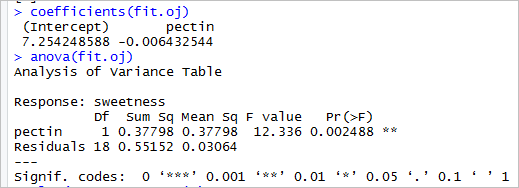 > coefficients(fit.oj)
 (Intercept)       pectin
 7.254248588 -0.006432544
> anova(fit.oj)
Analysis of Variance Table

Response: sweetness
          Df  Sum Sq Mean Sq F value   Pr(>F)
pectin     1 0.37798 0.37798  12.336 0.002488 **
Residuals 18 0.55152 0.03064
---
Signif. codes:  0 ‘***’ 0.001 ‘**’ 0.01 ‘*’ 0.05 ‘.’ 0.1 ‘ ’ 1